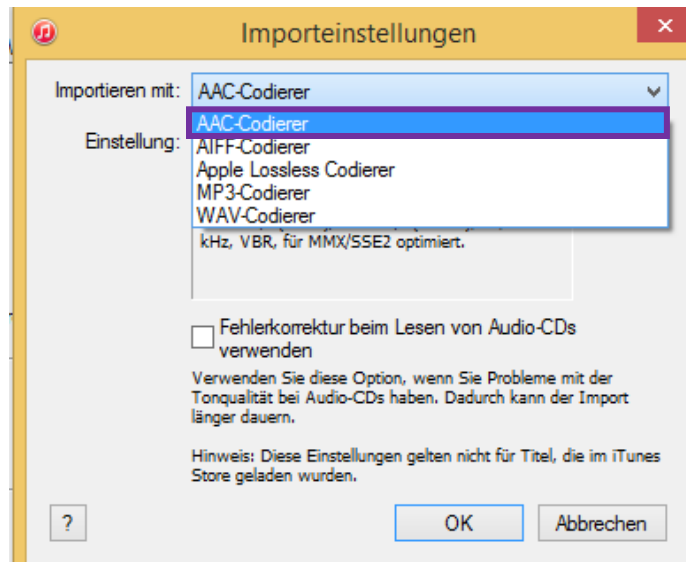 Importeinstellungen
Importieren mit: AAC-Codierer
AAC-Codierer
Einstellung:
AIFF-Codierer
Apple Lossless Codierer
MP3-Codierer
WAV-Codierer
kHz, VBR, für MMX/SSE2 optimiert.
Fehlerkorrektur beim Lesen von Audio-CDs
verwenden
Verwenden Sie diese Option, wenn Sie Probleme mit der
Tonqualität bei Audio-CDs haben. Dadurch kann der Import
länger dauern.
Hinweis: Diese Einstellungen gelten nicht für Titel, die im iTunes
Store geladen wurden.
? OK Abbrechen